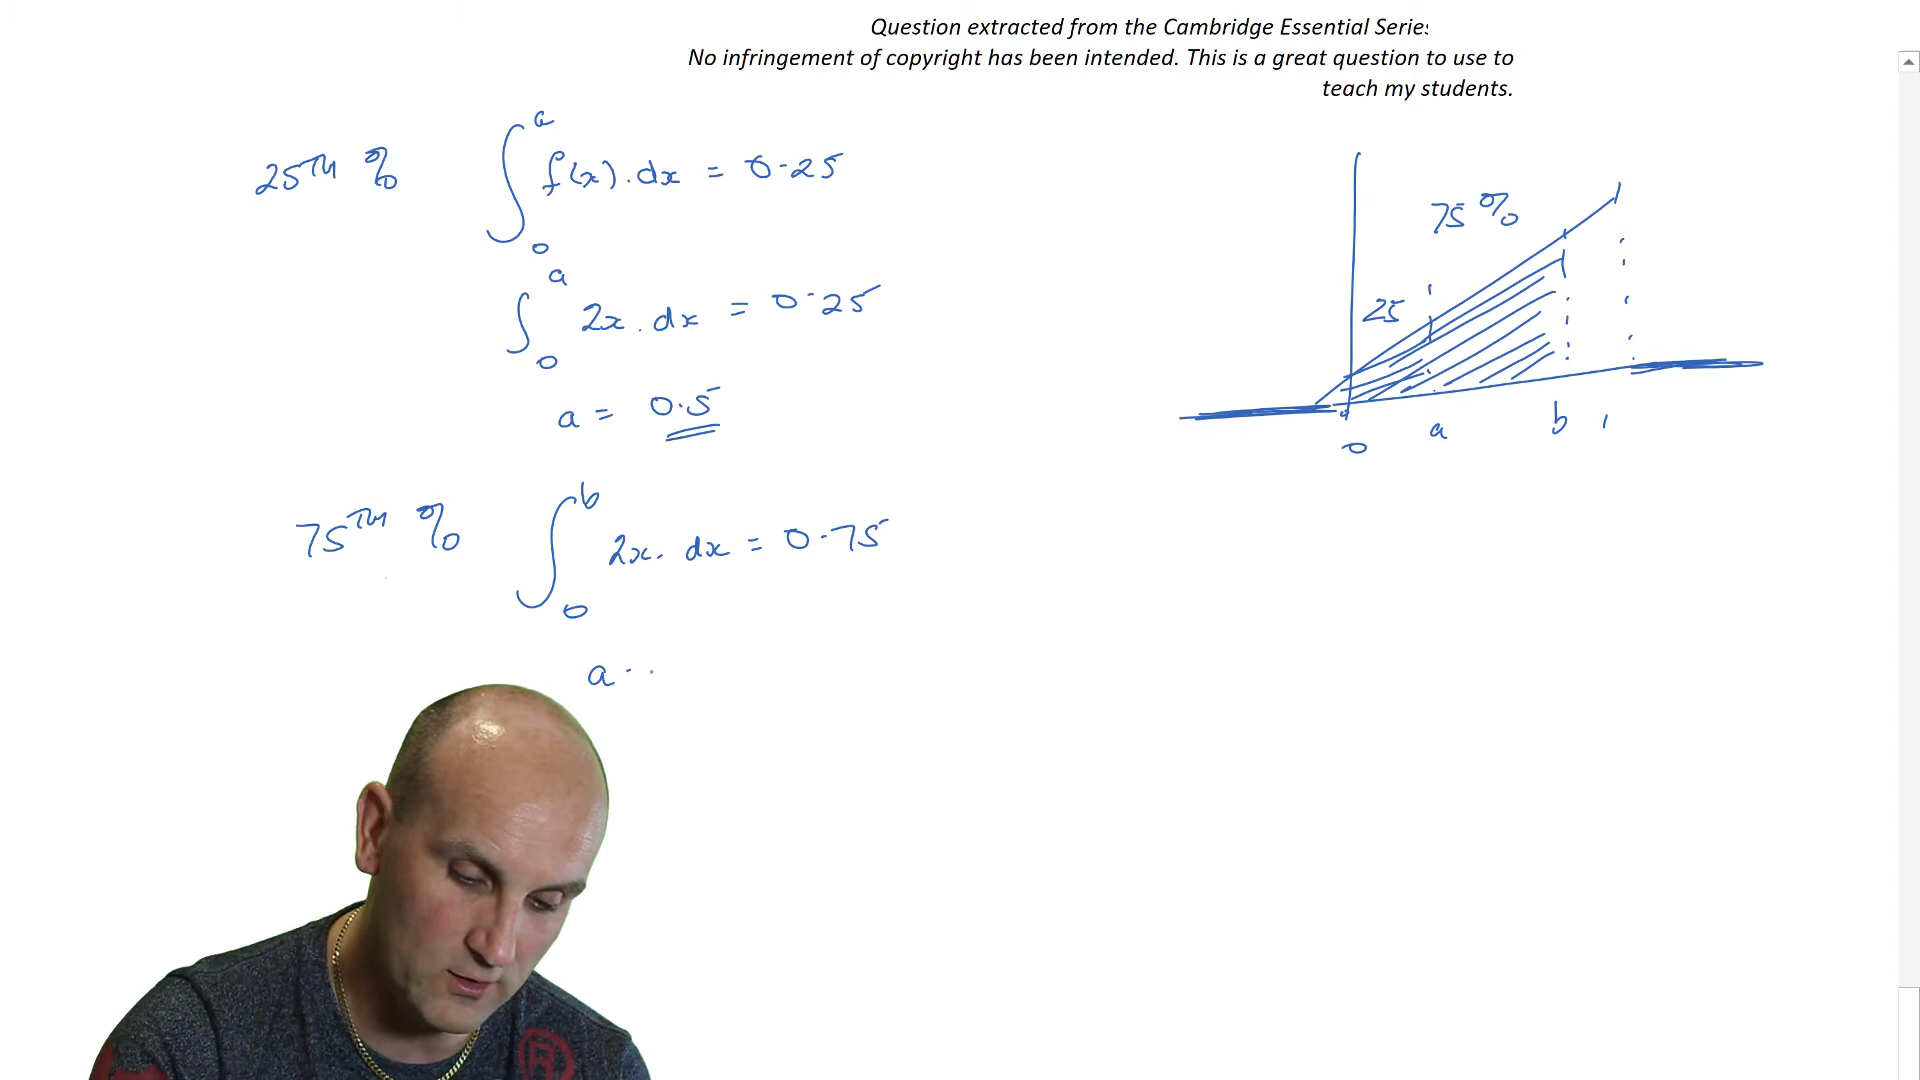 Question extracted from the Cambridge Essential Series
No infringement of copyright has been intended. This is a great question to use to
teach my students.
25TH % ∫₀ᵃ f(x).dx = 0.25
∫₀ᵃ 2x.dx = 0.25
a = 0.5
75TH % ∫₀ᵇ 2x.dx = 0.75
a -
75%
25
0 a b 1
R